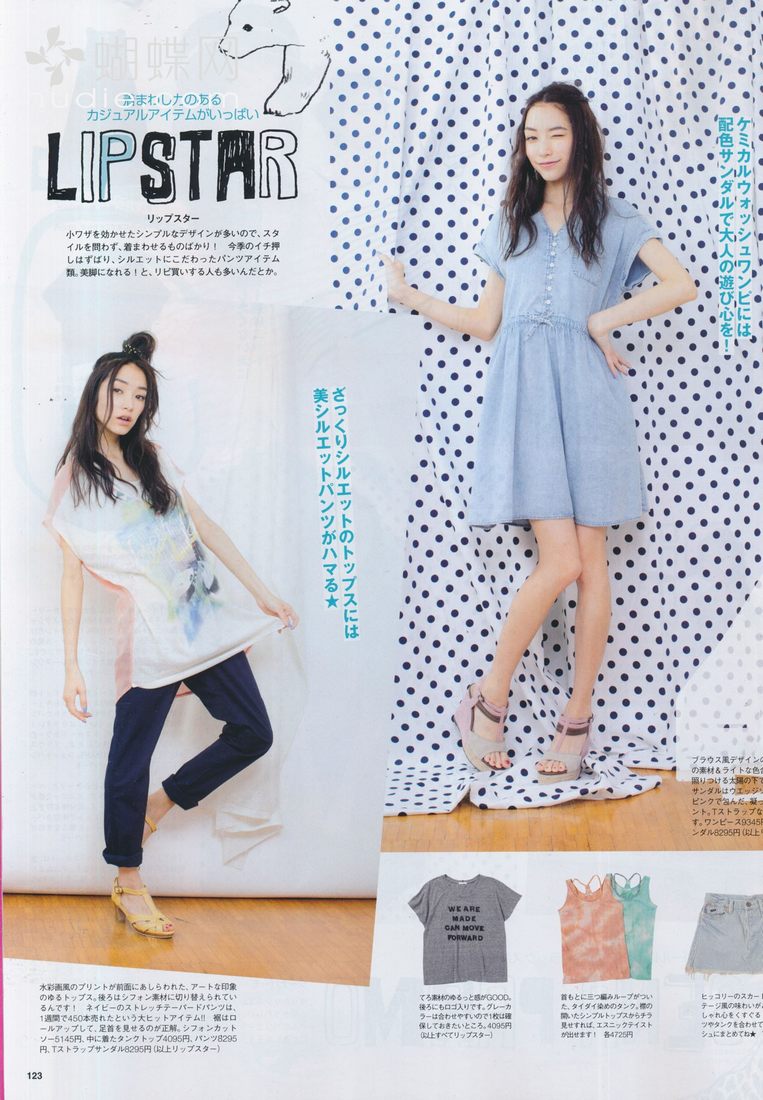 蝴蝶网
着まわし力のある
カジュアルアイテムがいっぱい
LIPSTAR
リップスター
小ワザを効かせたシンプルなデザインが多いので、スタ
イルを問わず、着まわせるものばかり！ 今季のイチ押
しはずばり、シルエットにこだわったパンツアイテム
類。美脚になれる！と、リピ買いする人も多いんだとか。
ケミカルウォッシュワンピには
配色サンダルで大人の遊び心を！
ざっくりシルエットのトップスには
美シルエットパンツがハマる★
ブラウス風デザインの
の素材＆ライトな色合
照りつける太陽の下で
サンダルはウエッジソ
ピンクで包んだ、凝っ
ント。Tストラップな
す。ワンピース9345円
ンダル8295円（以上リ
WE ARE
MADE
CAN MOVE
FORWARD
水彩画風のプリントが前面にあしらわれた、アートな印象
のゆるトップス。後ろはシフォン素材に切り替えられてい
るんです！ ネイビーのストレッチテーパードパンツは、
1週間で450本売れたという大ヒットアイテム!! 裾はロ
ールアップして、足首を見せるのが正解。シフォンカット
ソー5145円、中に着たタンクトップ4095円、パンツ8295
円、Tストラップサンダル8295円（以上リップスター）
てろ素材のゆるっと感がGOOD。
後ろにもロゴ入りです。グレーカ
ラーは合わせやすいので1枚は確
保しておきたいところ。4095円
（以上すべてリップスター）
首もとに三つ編みループがつい
た、タイダイ染めのタンク。襟の
開いたシンプルトップスからチラ
見せすれば、エスニックテイスト
が出せます！ 各4725円
ヒッコリーのスカート
テージ風の味わいが
しゃれ心をくすぐる
ツやタンクを合わせて
シュにまとめてね★
123